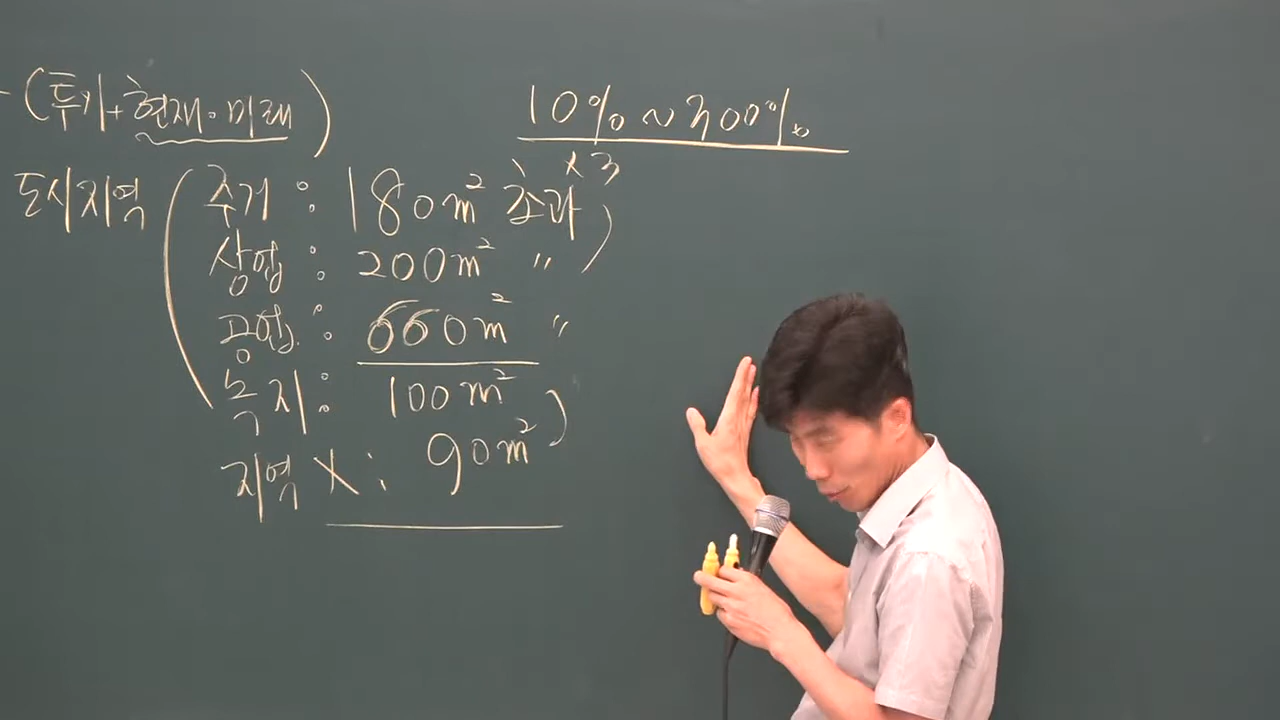 (투기+현재·미래)
10%~300%
도시지역 (주거 : 180m² 초과 ×3
상업 : 200m² 〃 )
공업 : 660m² 〃
녹지 : 100m²
지역 X : 90m² )